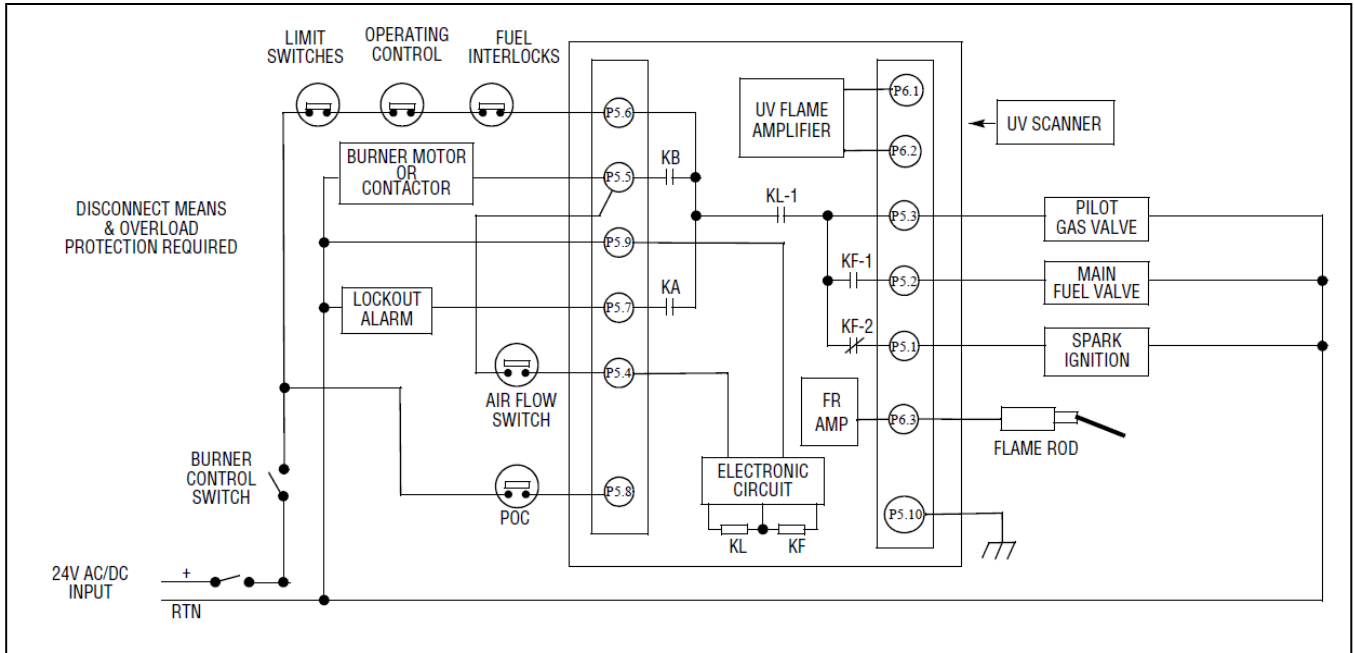 LIMIT
SWITCHES
OPERATING
CONTROL
FUEL
INTERLOCKS
P5.6
UV FLAME
AMPLIFIER
P6.1
P6.2
UV SCANNER
BURNER MOTOR
OR
CONTACTOR
P5.5
KB
KL-1
P5.3
PILOT
GAS VALVE
DISCONNECT MEANS
& OVERLOAD
PROTECTION REQUIRED
P5.9
KF-1
P5.2
MAIN
FUEL VALVE
LOCKOUT
ALARM
P5.7
KA
KF-2
P5.1
SPARK
IGNITION
AIR FLOW
SWITCH
P5.4
FR
AMP
P6.3
FLAME ROD
BURNER
CONTROL
SWITCH
POC
P5.8
ELECTRONIC
CIRCUIT
KL
KF
P5.10
24V AC/DC
INPUT
+
RTN